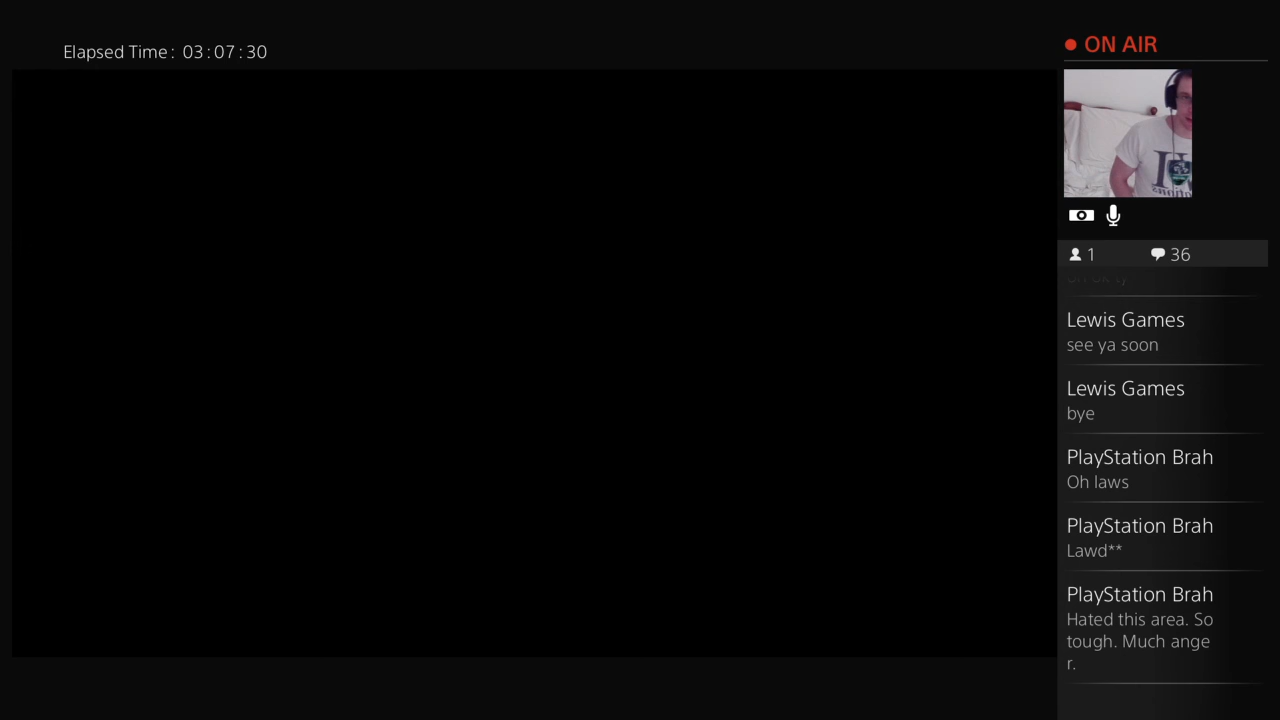 Elapsed Time: 03:07:30
ON AIR
1
36
Lewis Games
see ya soon
Lewis Games
bye
PlayStation Brah
Oh laws
PlayStation Brah
Lawd**
PlayStation Brah
Hated this area. So
tough. Much ange
r.